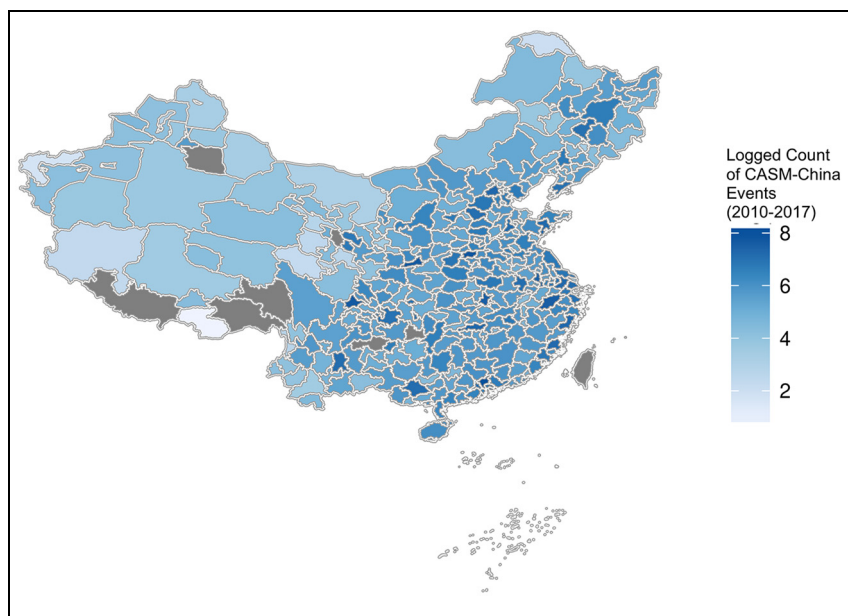 Logged Count
of CASM-China
Events
(2010-2017)
8
6
4
2